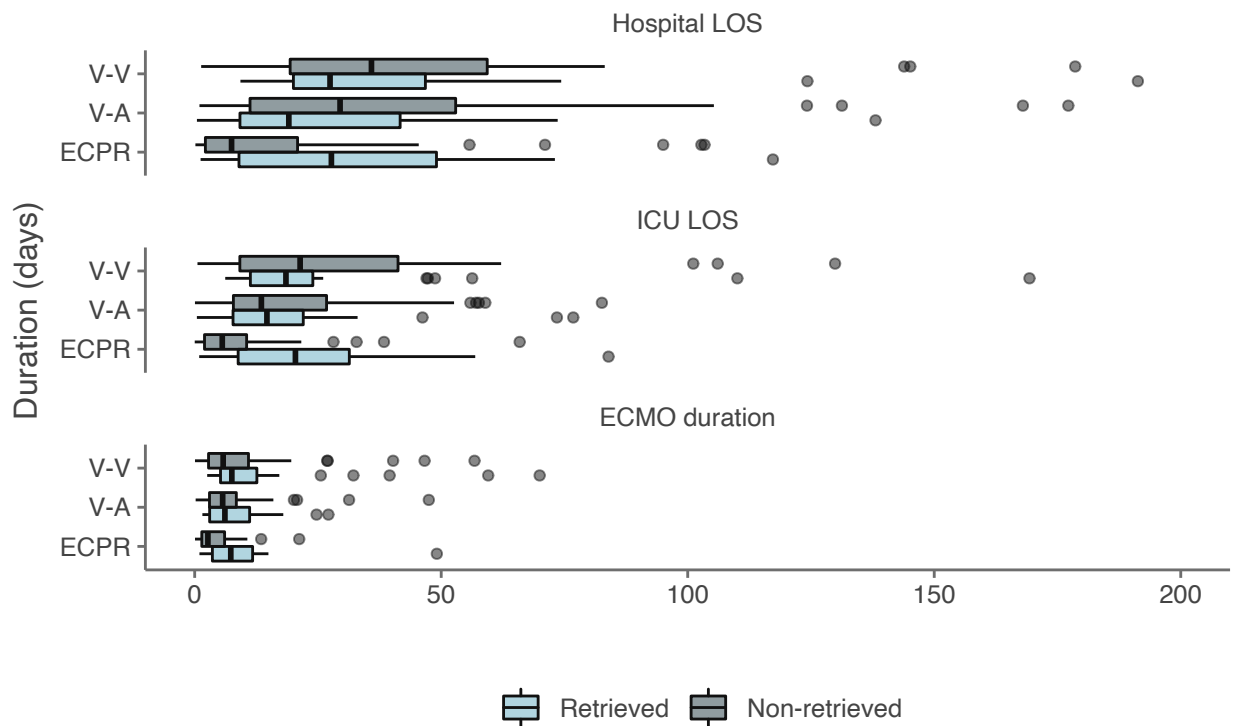 Hospital LOS
V-V
V-A
ECPR
ICU LOS
V-V
V-A
ECPR
ECMO duration
V-V
V-A
ECPR
Duration (days)
0 50 100 150 200
Retrieved Non-retrieved